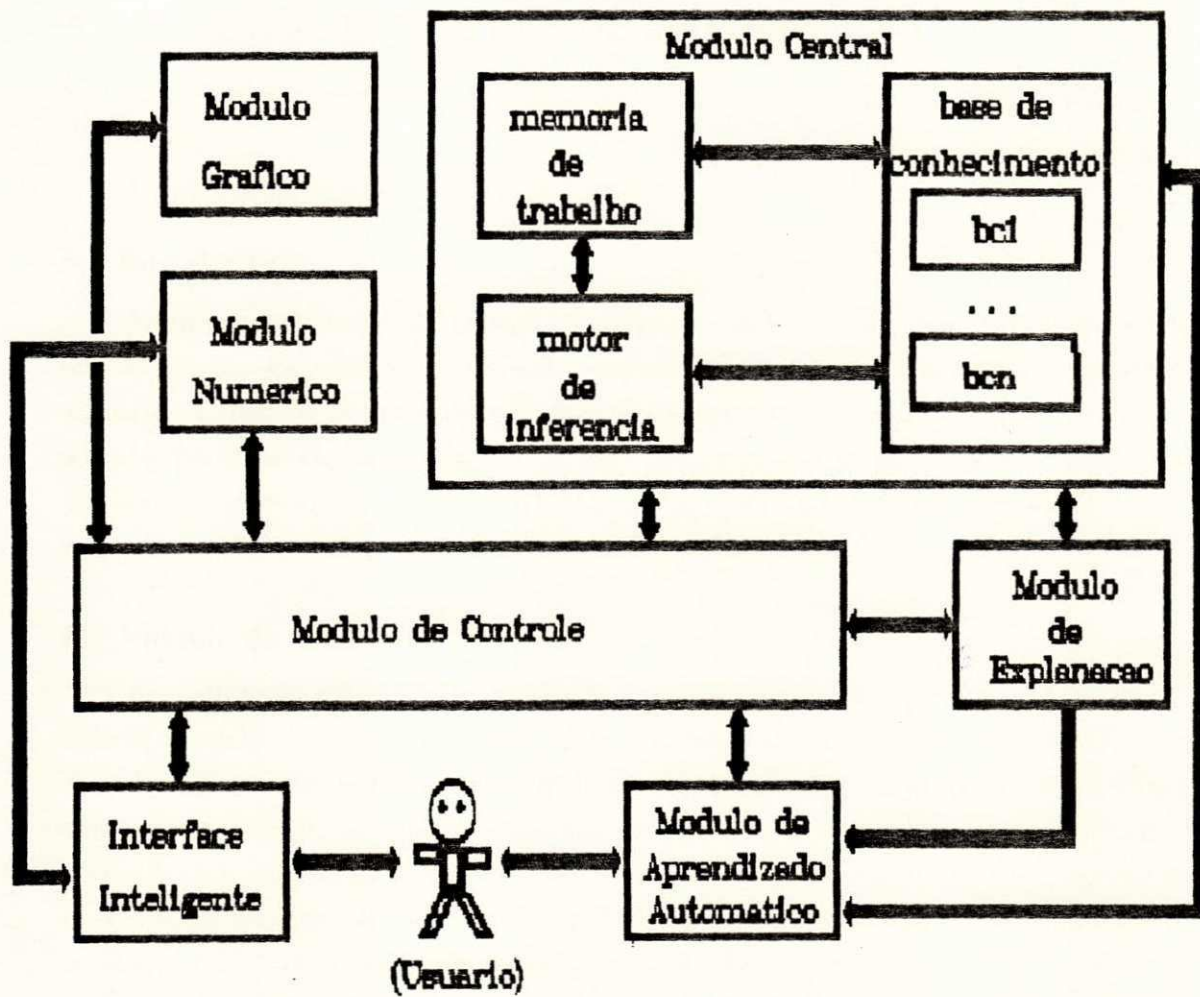 Modulo Central
Modulo
Grafico
memoria
de
trabalho
base de
conhecimento
bc1
...
bcn
Modulo
Numerico
motor
de
inferencia
Modulo de Controle
Modulo
de
Explanacao
Interface
Inteligente
Modulo de
Aprendizado
Automatico
(Usuario)